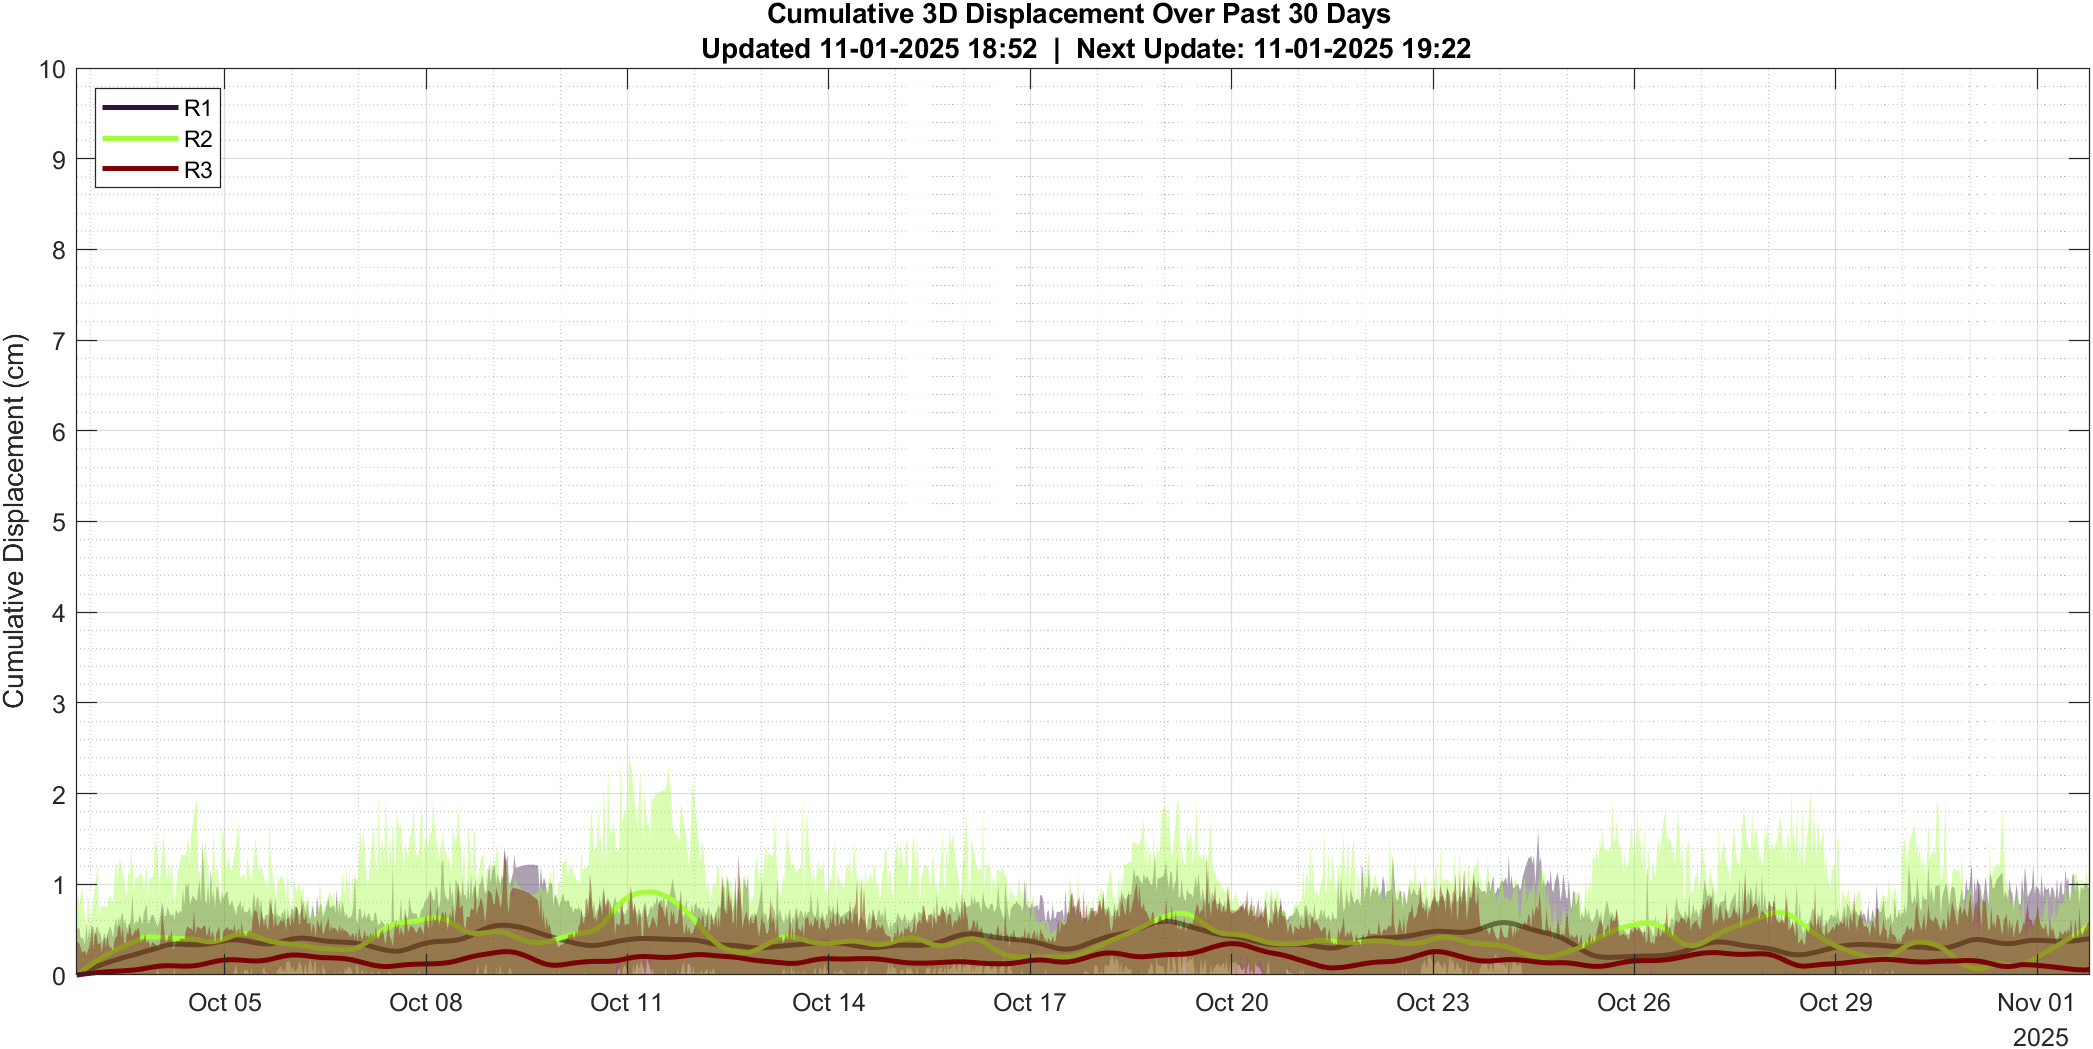 Cumulative 3D Displacement Over Past 30 Days
Updated 11-01-2025 18:52 | Next Update: 11-01-2025 19:22
R1
R2
R3
Cumulative Displacement (cm)
10
9
8
7
6
5
4
3
2
1
0
Oct 05 Oct 08 Oct 11 Oct 14 Oct 17 Oct 20 Oct 23 Oct 26 Oct 29 Nov 01
2025